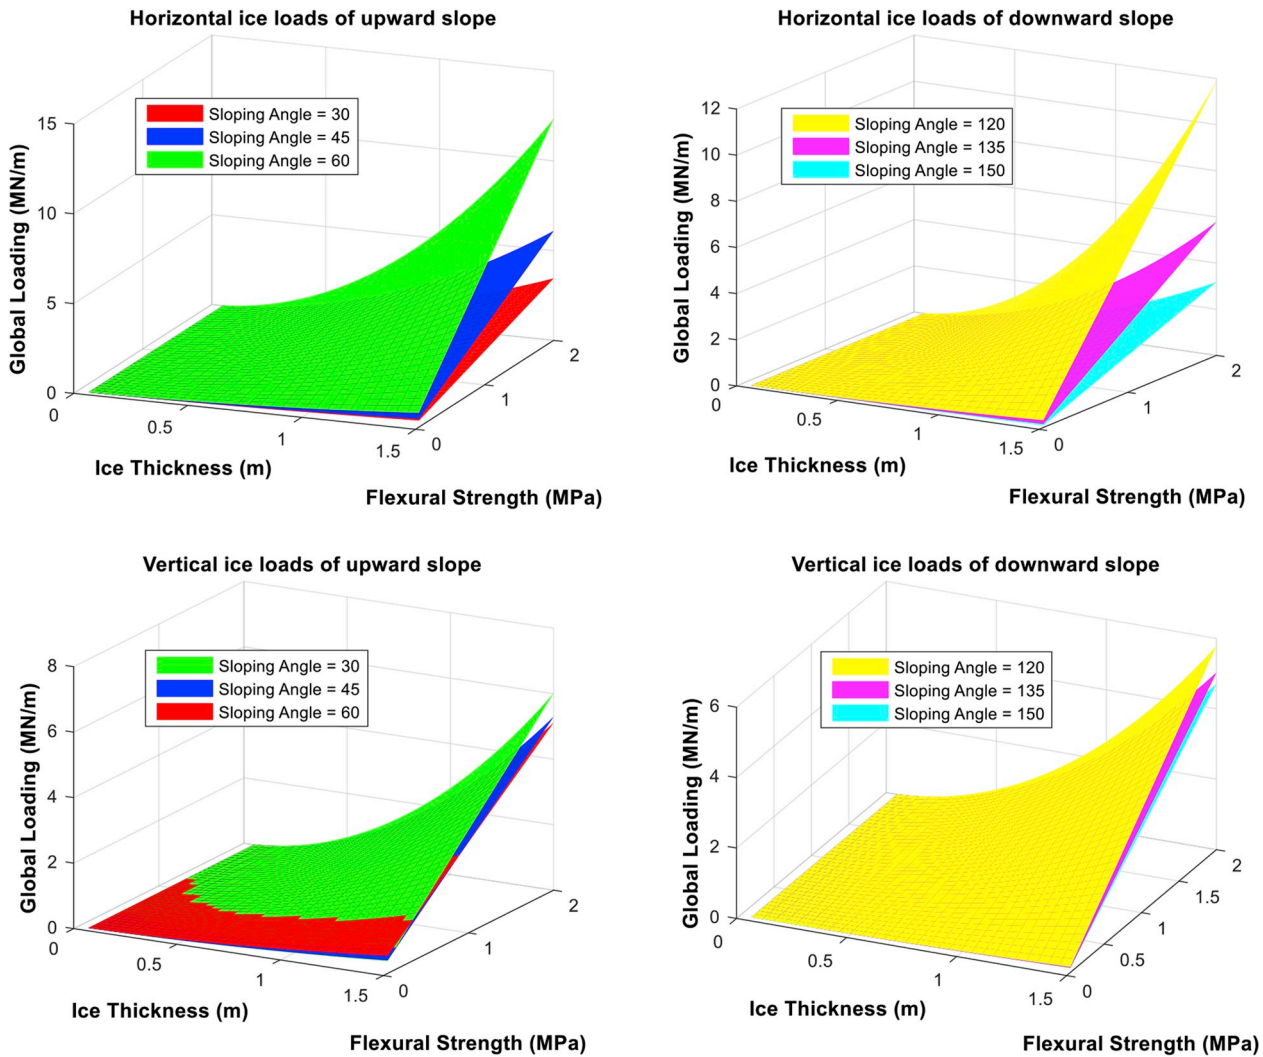 Horizontal ice loads of upward slope
Sloping Angle = 30
Sloping Angle = 45
Sloping Angle = 60
Global Loading (MN/m)
15
10
5
0
0
0.5
1
1.5
0
1
2
Ice Thickness (m)
Flexural Strength (MPa)
Horizontal ice loads of downward slope
Sloping Angle = 120
Sloping Angle = 135
Sloping Angle = 150
Global Loading (MN/m)
12
10
8
6
4
2
0
0
0.5
1
1.5
0
1
2
Ice Thickness (m)
Flexural Strength (MPa)
Vertical ice loads of upward slope
Sloping Angle = 30
Sloping Angle = 45
Sloping Angle = 60
Global Loading (MN/m)
8
6
4
2
0
0
0.5
1
1.5
0
1
2
Ice Thickness (m)
Flexural Strength (MPa)
Vertical ice loads of downward slope
Sloping Angle = 120
Sloping Angle = 135
Sloping Angle = 150
Global Loading (MN/m)
6
4
2
0
0
0.5
1
1.5
0
0.5
1
1.5
2
Ice Thickness (m)
Flexural Strength (MPa)